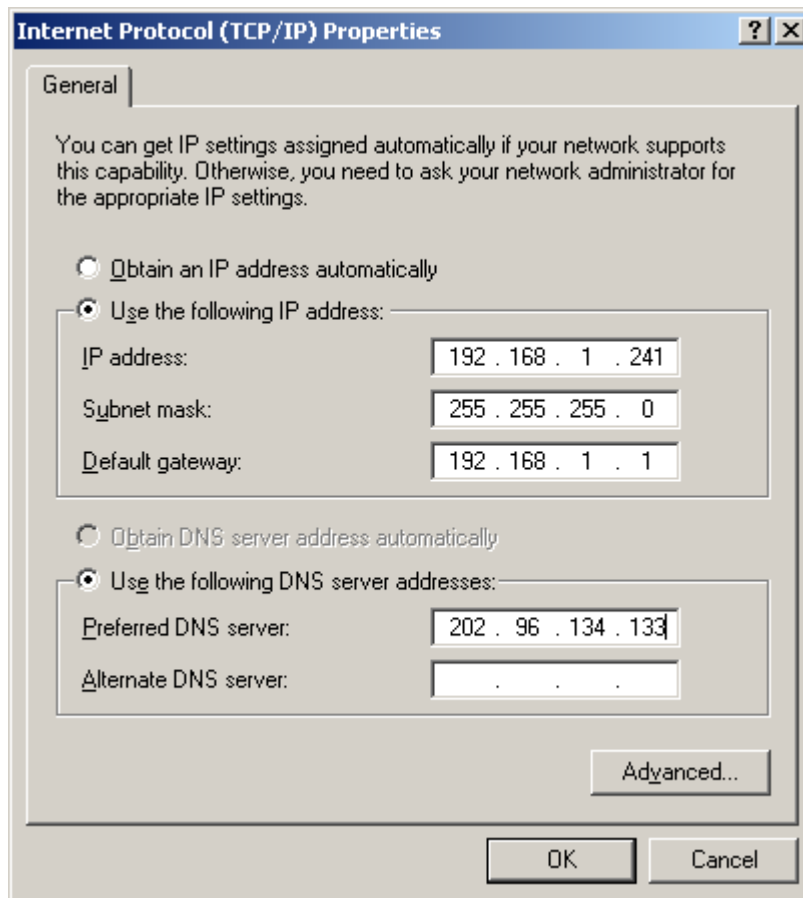 Internet Protocol (TCP/IP) Properties
General
You can get IP settings assigned automatically if your network supports
this capability. Otherwise, you need to ask your network administrator for
the appropriate IP settings.
Obtain an IP address automatically
Use the following IP address:
IP address: 192 . 168 . 1 . 241
Subnet mask: 255 . 255 . 255 . 0
Default gateway: 192 . 168 . 1 . 1
Obtain DNS server address automatically
Use the following DNS server addresses:
Preferred DNS server: 202 . 96 . 134 . 133
Alternate DNS server: . . .
Advanced...
OK Cancel